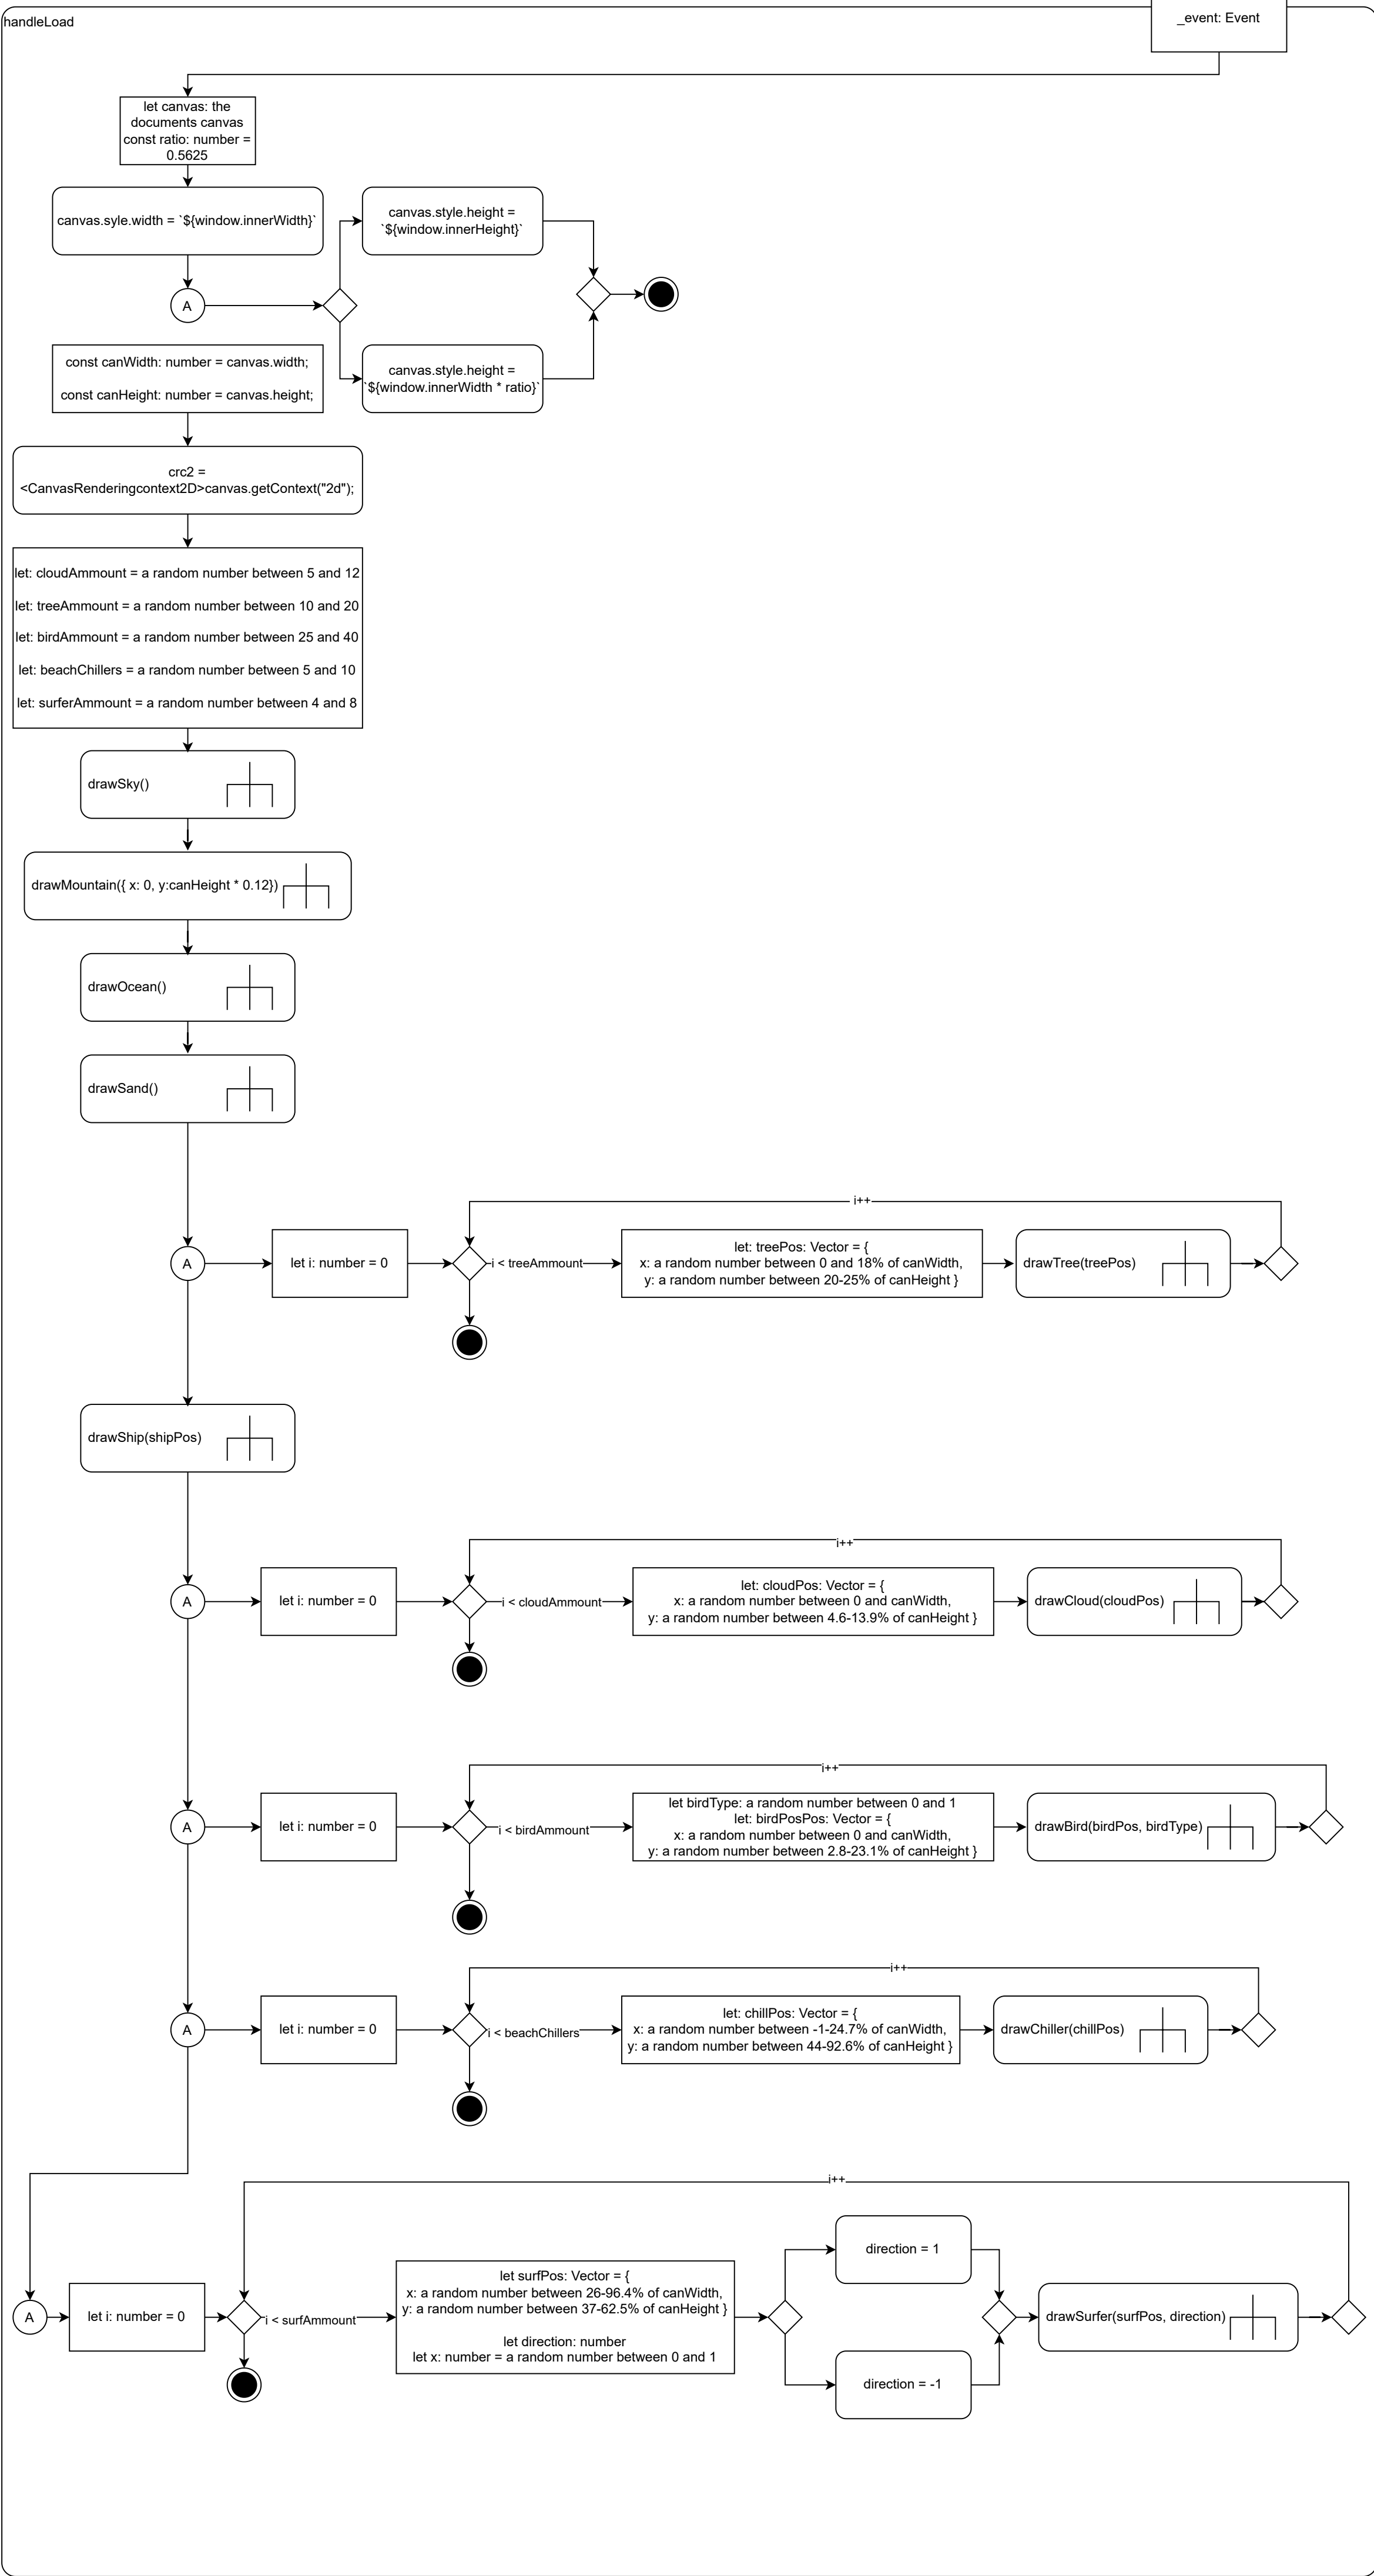 _event: Event
handleLoad
let canvas: the
documents canvas
const ratio: number =
0.5625
canvas.syle.width = `${window.innerWidth}`
canvas.style.height =
`${window.innerHeight}`
A
canvas.style.height =
`${window.innerWidth * ratio}`
const canWidth: number = canvas.width;
const canHeight: number = canvas.height;
crc2 =
<CanvasRenderingcontext2D>canvas.getContext("2d");
let: cloudAmmount = a random number between 5 and 12
let: treeAmmount = a random number between 10 and 20
let: birdAmmount = a random number between 25 and 40
let: beachChillers = a random number between 5 and 10
let: surferAmmount = a random number between 4 and 8
drawSky()
drawMountain({ x: 0, y:canHeight * 0.12})
drawOcean()
drawSand()
i++
A
let i: number = 0
i < treeAmmount
let: treePos: Vector = {
x: a random number between 0 and 18% of canWidth,
y: a random number between 20-25% of canHeight }
drawTree(treePos)
drawShip(shipPos)
i++
A
let i: number = 0
i < cloudAmmount
let: cloudPos: Vector = {
x: a random number between 0 and canWidth,
y: a random number between 4.6-13.9% of canHeight }
drawCloud(cloudPos)
i++
A
let i: number = 0
i < birdAmmount
let birdType: a random number between 0 and 1
let: birdPosPos: Vector = {
x: a random number between 0 and canWidth,
y: a random number between 2.8-23.1% of canHeight }
drawBird(birdPos, birdType)
i++
A
let i: number = 0
i < beachChillers
let: chillPos: Vector = {
x: a random number between -1-24.7% of canWidth,
y: a random number between 44-92.6% of canHeight }
drawChiller(chillPos)
i++
A
let i: number = 0
i < surfAmmount
let surfPos: Vector = {
x: a random number between 26-96.4% of canWidth,
y: a random number between 37-62.5% of canHeight }
let direction: number
let x: number = a random number between 0 and 1
direction = 1
direction = -1
drawSurfer(surfPos, direction)